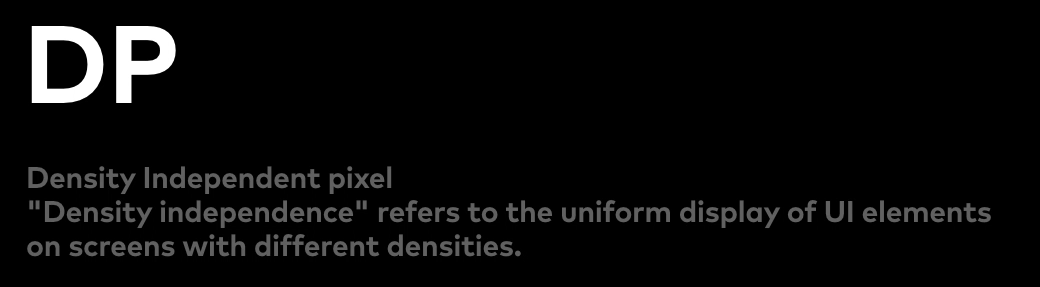 DP
Density Independent pixel
"Density independence" refers to the uniform display of UI elements
on screens with different densities.